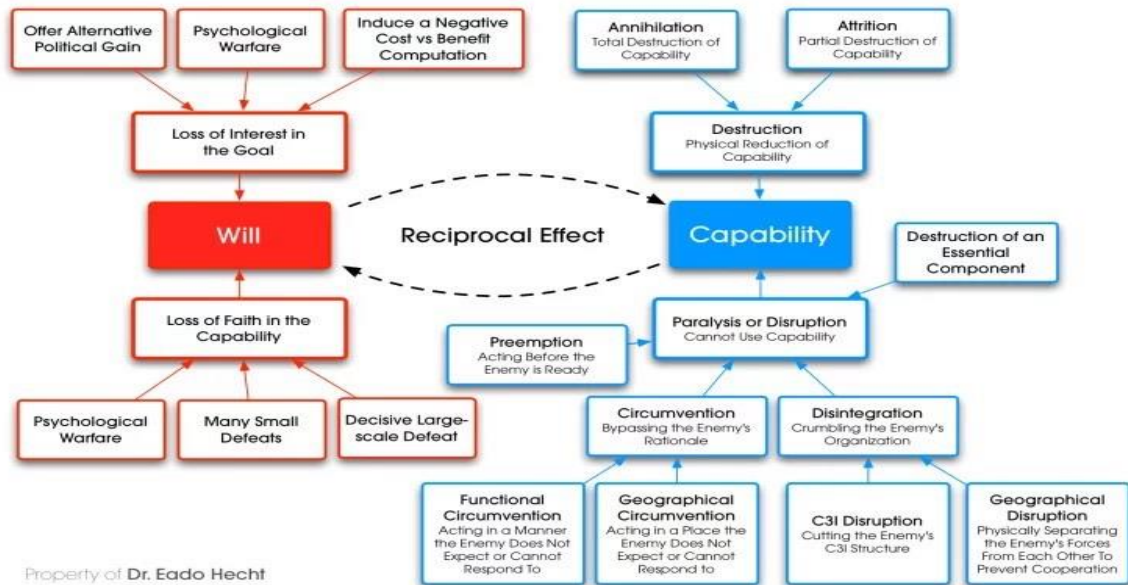 Offer Alternative
Political Gain
Psychological
Warfare
Induce a Negative
Cost vs Benefit
Computation
Annihilation
Total Destruction of
Capability
Attrition
Partial Destruction of
Capability
Loss of Interest in
the Goal
Destruction
Physical Reduction of
Capability
Will
Reciprocal Effect
Capability
Destruction of an
Essential
Component
Loss of Faith in the
Capability
Preemption
Acting Before the
Enemy is Ready
Paralysis or Disruption
Cannot Use Capability
Psychological
Warfare
Many Small
Defeats
Decisive Large-
scale Defeat
Circumvention
Bypassing the Enemy's
Rationale
Disintegration
Crumbling the Enemy's
Organization
Functional
Circumvention
Acting in a Manner
the Enemy Does Not
Expect or Cannot
Respond To
Geographical
Circumvention
Acting in a Place the
Enemy Does Not
Expect or Cannot
Respond to
C3I Disruption
Cutting the Enemy's
C3I Structure
Geographical
Disruption
Physically Separating
the Enemy's Forces
From Each Other To
Prevent Cooperation
Property of Dr. Eado Hecht